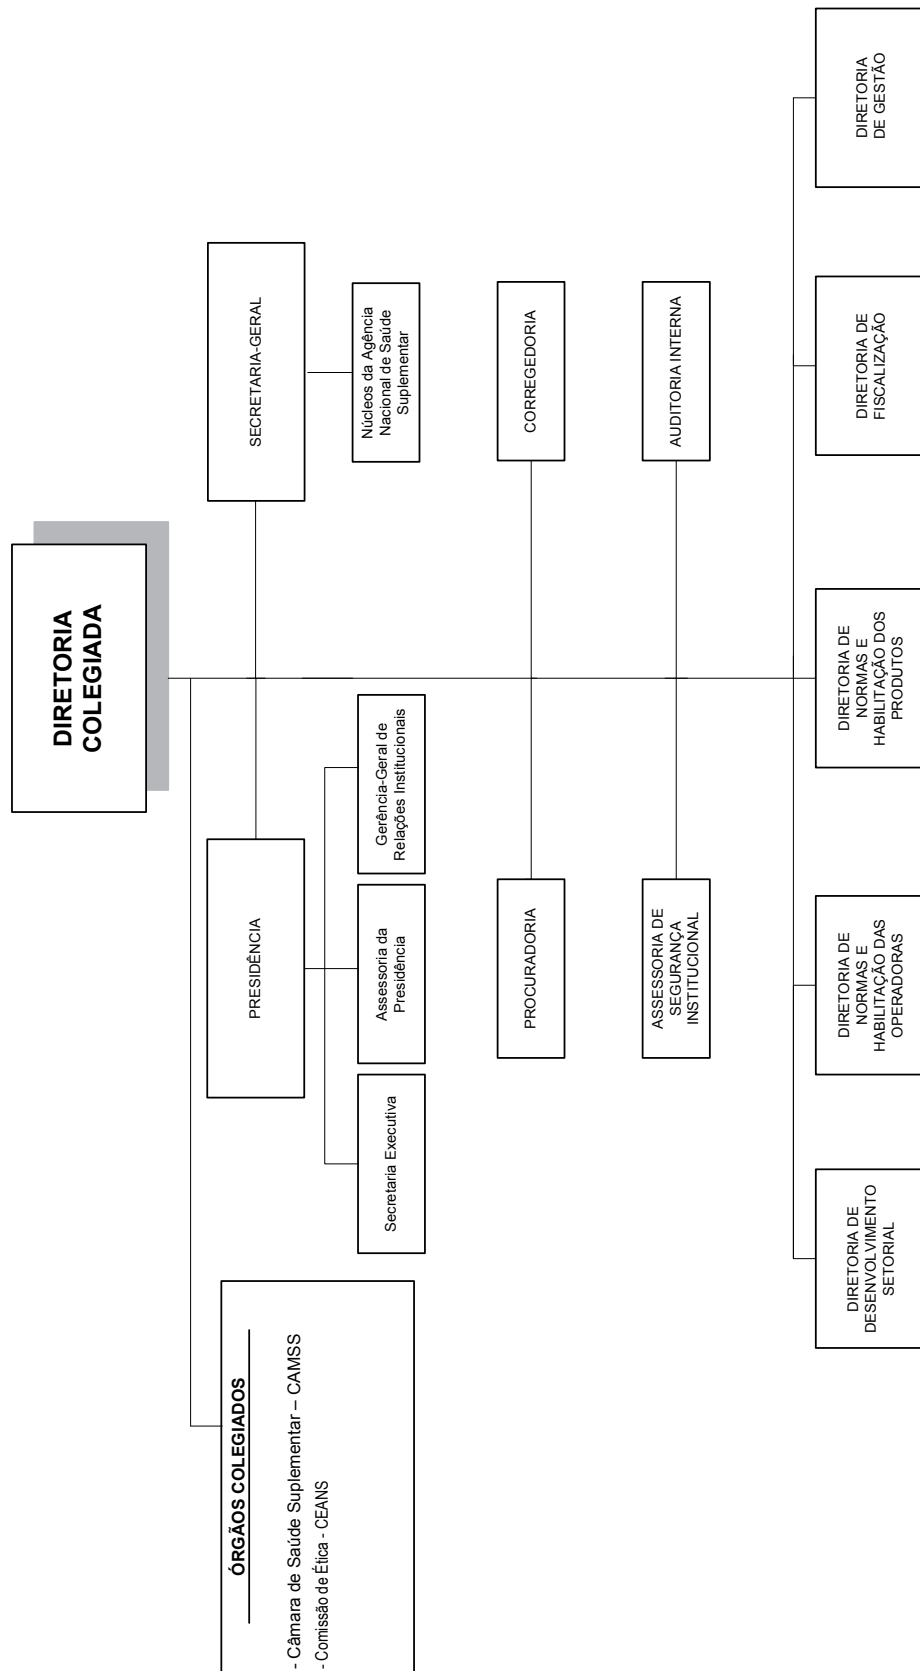 DIRETORIA
COLEGIADA
ÓRGÃOS COLEGIADOS
- Câmara de Saúde Suplementar – CAMSS
- Comissão de Ética - CEANS
PRESIDÊNCIA
SECRETARIA-GERAL
Secretaria Executiva
Assessoria da
Presidência
Gerência-Geral de
Relações Institucionais
Núcleos da Agência
Nacional de Saúde
Suplementar
PROCURADORIA
CORREGEDORIA
ASSESSORIA DE
SEGURANÇA
INSTITUCIONAL
AUDITORIA INTERNA
DIRETORIA DE
DESENVOLVIMENTO
SETORIAL
DIRETORIA DE
NORMAS E
HABILITAÇÃO DAS
OPERADORAS
DIRETORIA DE
NORMAS E
HABILITAÇÃO DOS
PRODUTOS
DIRETORIA DE
FISCALIZAÇÃO
DIRETORIA
DE GESTÃO